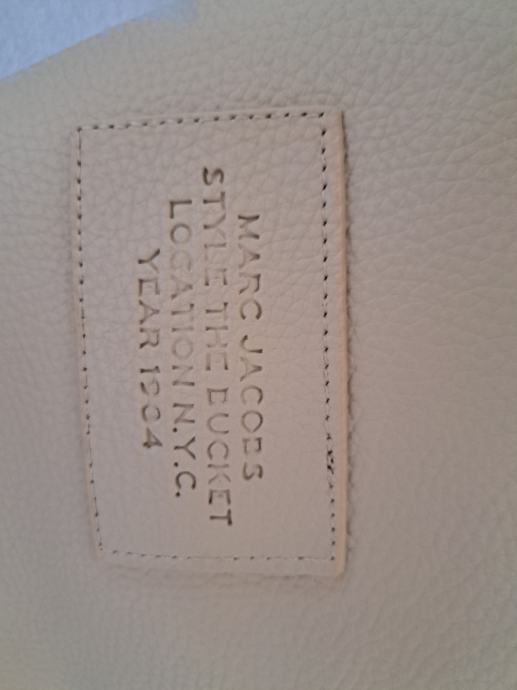 MARC JACOBS
STYLE THE BUCKET
LOCATION N.Y.C.
YEAR 1984